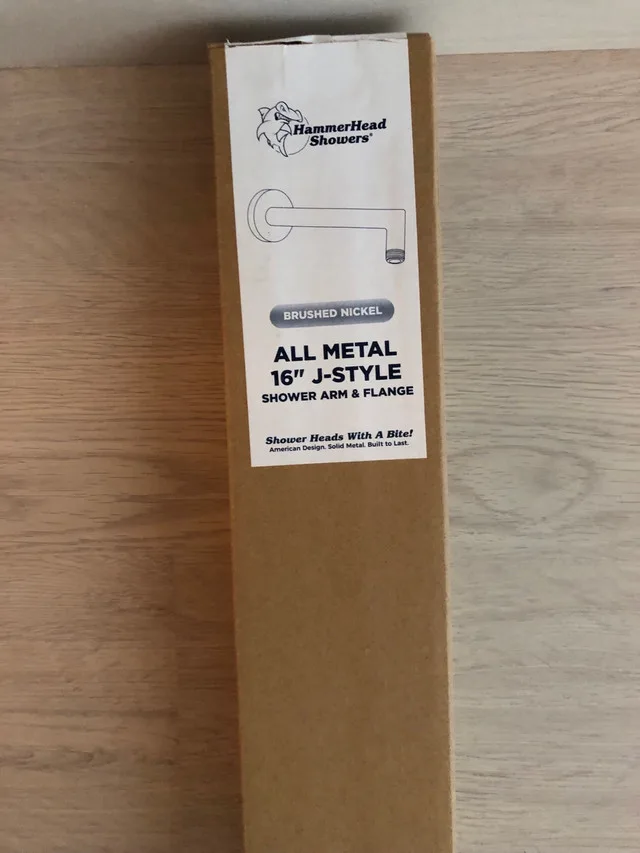 HammerHead
Showers®
BRUSHED NICKEL
ALL METAL
16" J-STYLE
SHOWER ARM & FLANGE
Shower Heads With A Bite!
American Design. Solid Metal. Built to Last.